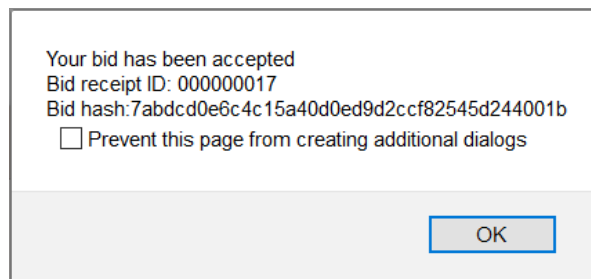 Your bid has been accepted
Bid receipt ID: 000000017
Bid hash:7abdcd0e6c4c15a40d0ed9d2ccf82545d244001b
Prevent this page from creating additional dialogs
OK